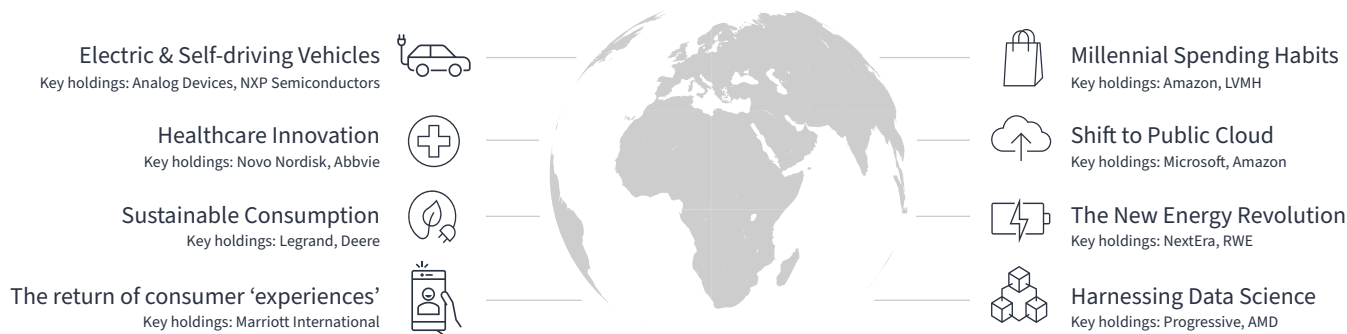 Electric & Self-driving Vehicles
Key holdings: Analog Devices, NXP Semiconductors
Healthcare Innovation
Key holdings: Novo Nordisk, Abbvie
Sustainable Consumption
Key holdings: Legrand, Deere
The return of consumer ‘experiences’
Key holdings: Marriott International
Millennial Spending Habits
Key holdings: Amazon, LVMH
Shift to Public Cloud
Key holdings: Microsoft, Amazon
The New Energy Revolution
Key holdings: NextEra, RWE
Harnessing Data Science
Key holdings: Progressive, AMD